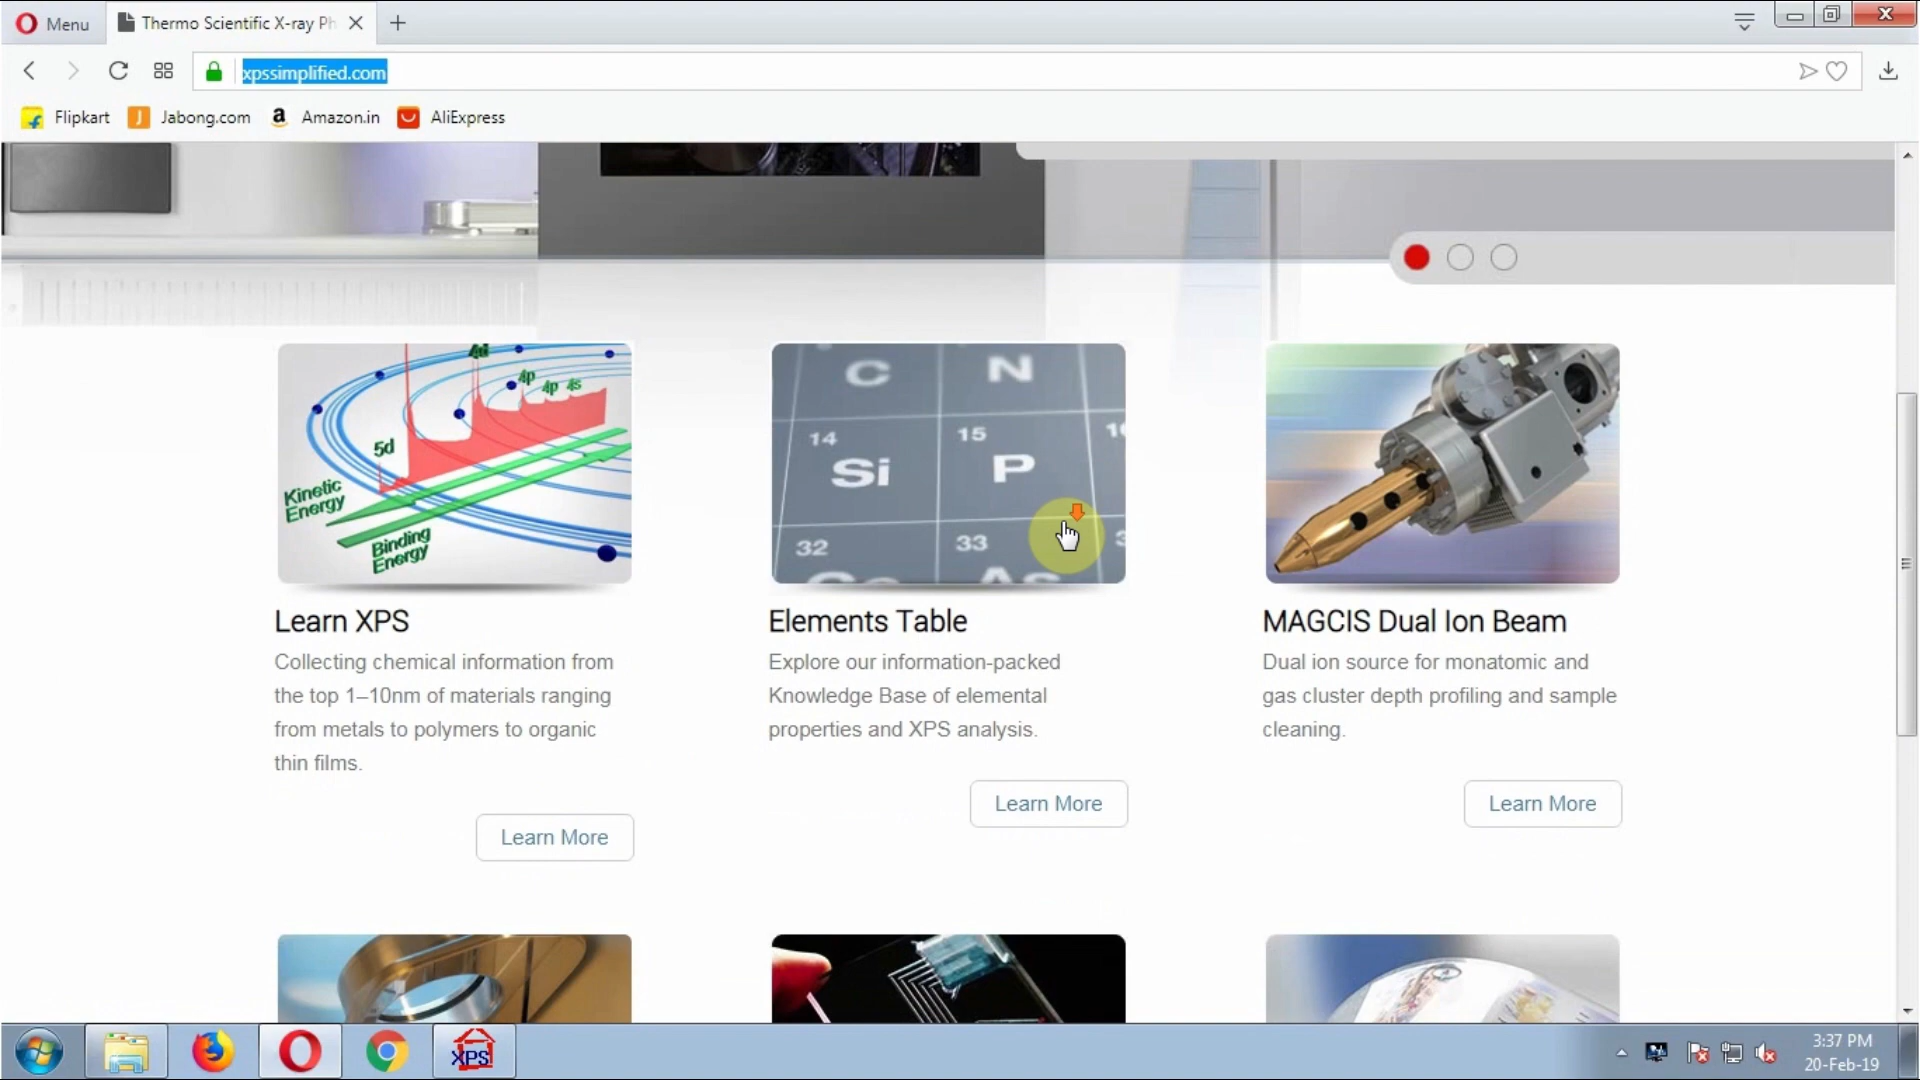 Menu
Thermo Scientific X-ray Ph
xpssimplified.com
Flipkart
Jabong.com
Amazon.in
AliExpress
4d
4p 4p 4s
5d
Kinetic
Energy
Binding
Energy
C N
14 15
Si P
32 33
As
Learn XPS
Collecting chemical information from
the top 1–10nm of materials ranging
from metals to polymers to organic
thin films.
Learn More
Elements Table
Explore our information-packed
Knowledge Base of elemental
properties and XPS analysis.
Learn More
MAGCIS Dual Ion Beam
Dual ion source for monatomic and
gas cluster depth profiling and sample
cleaning.
Learn More
XPS
3:37 PM
20-Feb-19